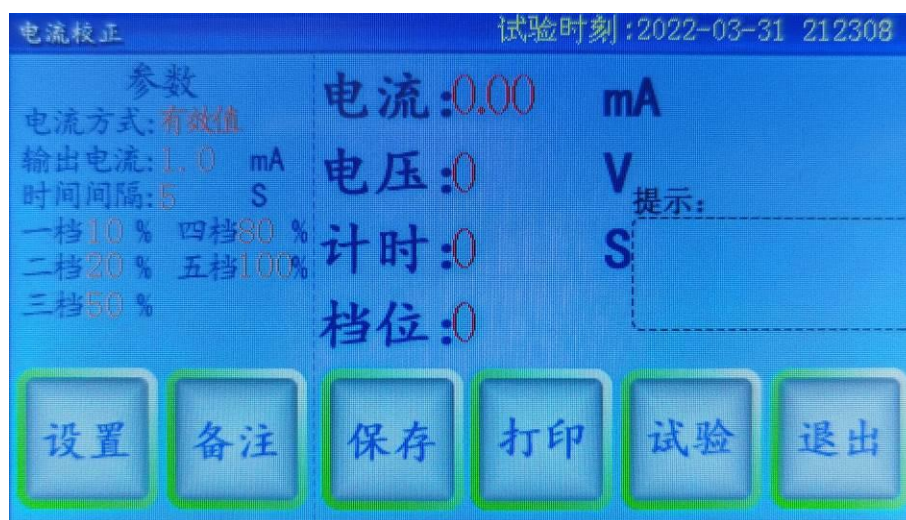 电流校正 试验时刻:2022-03-31 212308
参数
电流方式:有效值
输出电流:1.0 mA
时间间隔:5 S
一档10 % 四档80 %
二档20 % 五档100%
三档50 %
电流:0.00 mA
电压:0 V
计时:0 S
档位:0
提示:
设置 备注 保存 打印 试验 退出